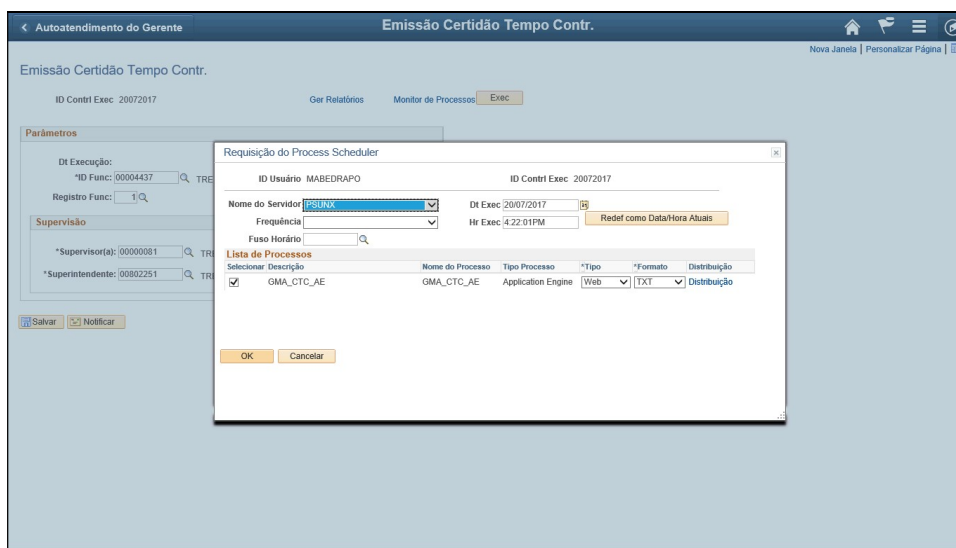 Autoatendimento do Gerente
Emissão Certidão Tempo Contr.
Nova Janela | Personalizar Página |
Emissão Certidão Tempo Contr.
ID Contrl Exec 20072017 Ger Relatórios Monitor de Processos Exec
Parâmetros
Dt Execução:
*ID Func: 00004437 TRE
Registro Func: 1
Supervisão
*Supervisor(a): 00000081 TRE
*Superintendente: 00802251 TRE
Salvar Notificar
Requisição do Process Scheduler
ID Usuário MABEDRAPO ID Contrl Exec 20072017
Nome do Servidor PSUNX Dt Exec 20/07/2017
Frequência Hr Exec 4:22:01PM Redef como Data/Hora Atuais
Fuso Horário
Lista de Processos
Selecionar Descrição Nome do Processo Tipo Processo *Tipo *Formato Distribuição
GMA_CTC_AE GMA_CTC_AE Application Engine Web TXT Distribuição
OK Cancelar